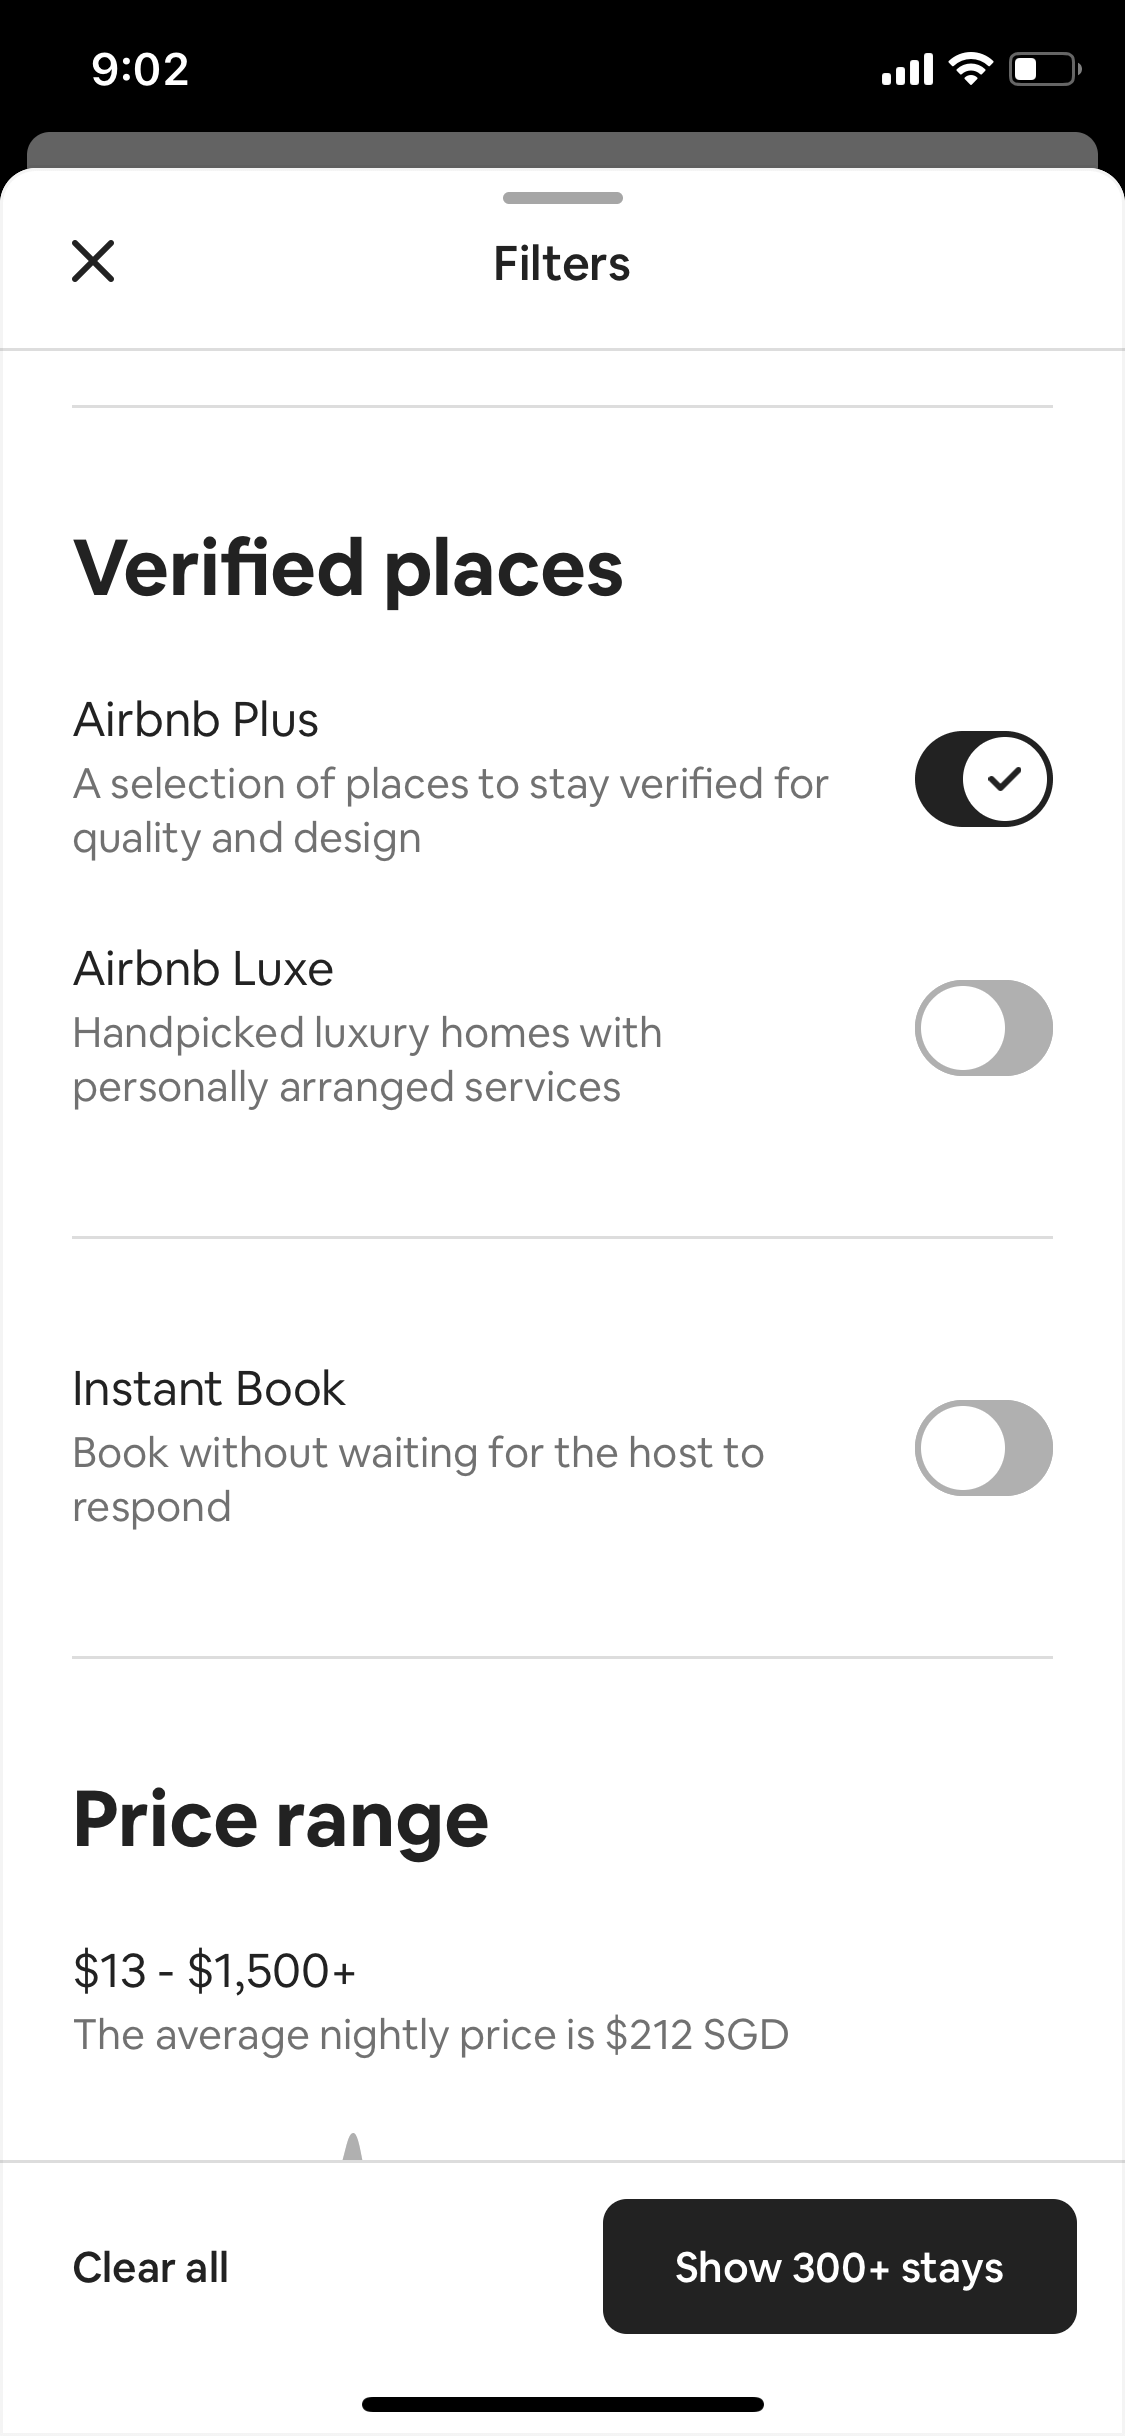 9:02
Filters
Verified places
Airbnb Plus
A selection of places to stay verified for
quality and design
Airbnb Luxe
Handpicked luxury homes with
personally arranged services
Instant Book
Book without waiting for the host to
respond
Price range
$13 - $1,500+
The average nightly price is $212 SGD
Clear all
Show 300+ stays